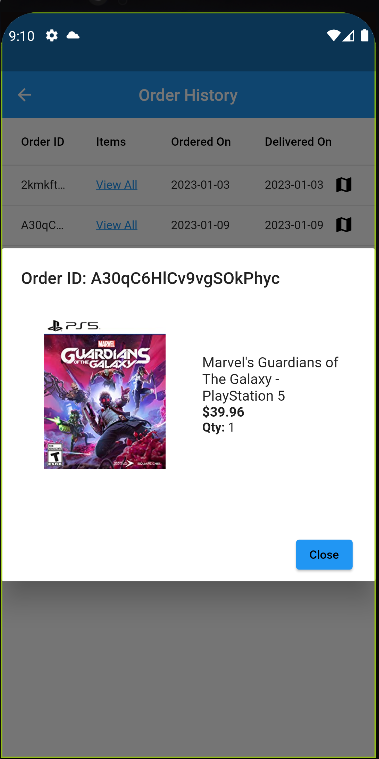 9:10
Order History
Order ID Items Ordered On Delivered On
2kmkft... View All 2023-01-03 2023-01-03
A30qC... View All 2023-01-09 2023-01-09
Order ID: A30qC6HlCv9vgSOkPhyc
PS5
MARVEL
GUARDIANS
OF THE GALAXY
T
SQUARE ENIX
Marvel's Guardians of
The Galaxy -
PlayStation 5
$39.96
Qty: 1
Close